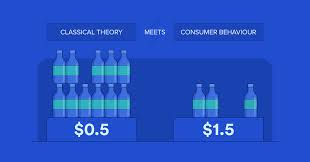 CLASSICAL THEORY MEETS CONSUMER BEHAVIOUR
$0.5 $1.5